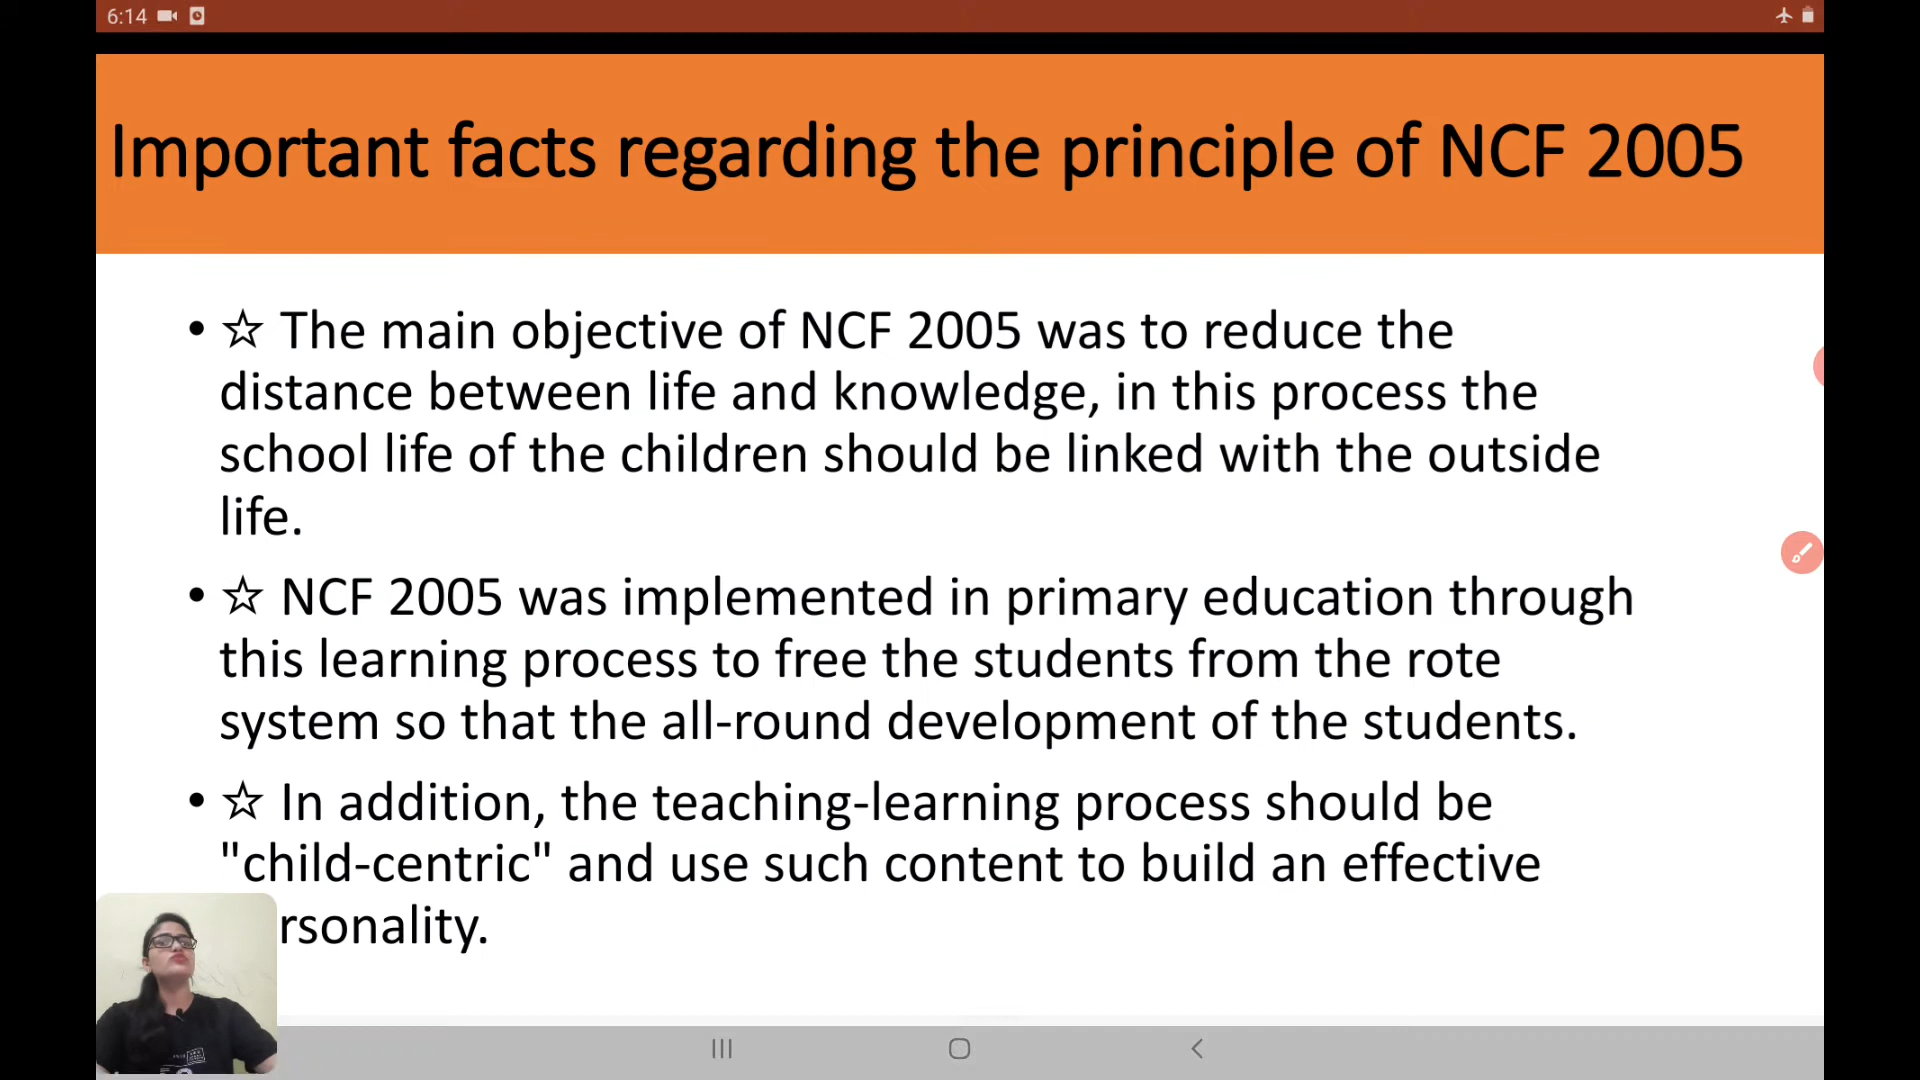 6:14
Important facts regarding the principle of NCF 2005
• ☆ The main objective of NCF 2005 was to reduce the
distance between life and knowledge, in this process the
school life of the children should be linked with the outside
life.
• ☆ NCF 2005 was implemented in primary education through
this learning process to free the students from the rote
system so that the all-round development of the students.
• ☆ In addition, the teaching-learning process should be
"child-centric" and use such content to build an effective
rsonality.